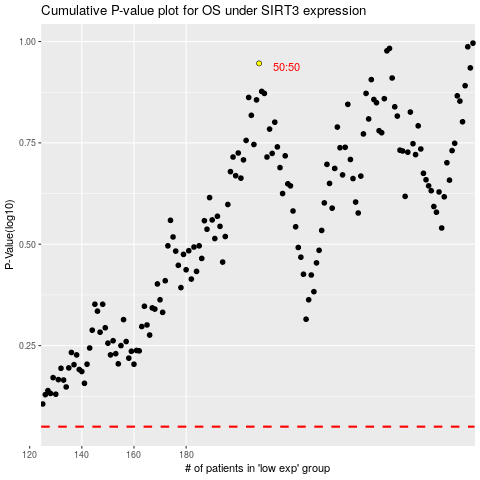 Cumulative P-value plot for OS under SIRT3 expression
1.00
50:50
0.75
P-Value(log10)
0.50
0.25
120 140 160 180
# of patients in 'low exp' group